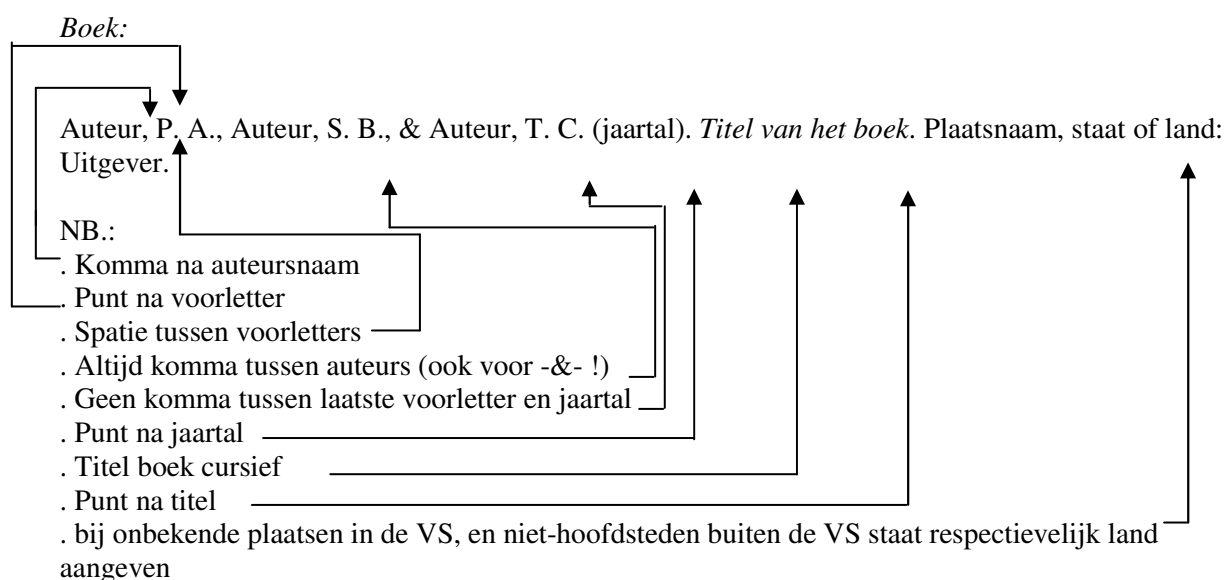 Boek:
Auteur, P. A., Auteur, S. B., & Auteur, T. C. (jaartal). Titel van het boek. Plaatsnaam, staat of land:
Uitgever.
NB.:
. Komma na auteursnaam
. Punt na voorletter
. Spatie tussen voorletters
. Altijd komma tussen auteurs (ook voor -&- !)
. Geen komma tussen laatste voorletter en jaartal
. Punt na jaartal
. Titel boek cursief
. Punt na titel
. bij onbekende plaatsen in de VS, en niet-hoofdsteden buiten de VS staat respectievelijk land
aangeven